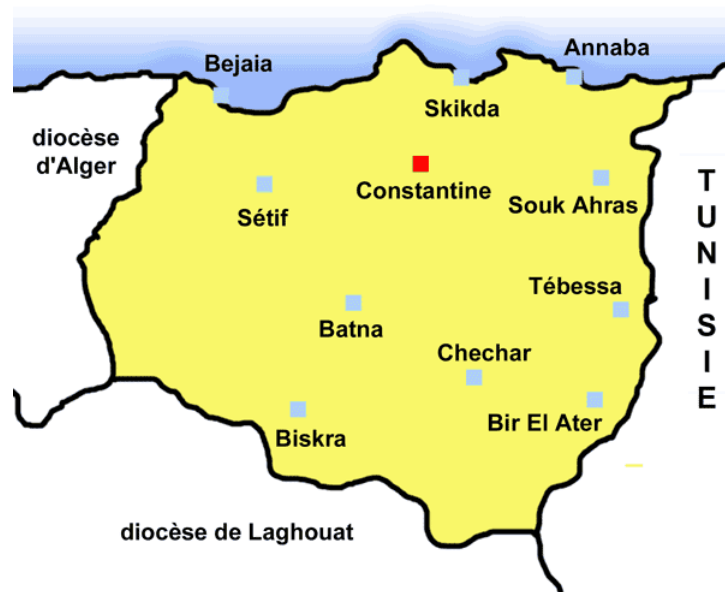 Annaba
Bejaia
Skikda
diocèse
d'Alger
Constantine
Souk Ahras
Sétif
TUNISIE
Tébessa
Batna
Chechar
Bir El Ater
Biskra
diocèse de Laghouat